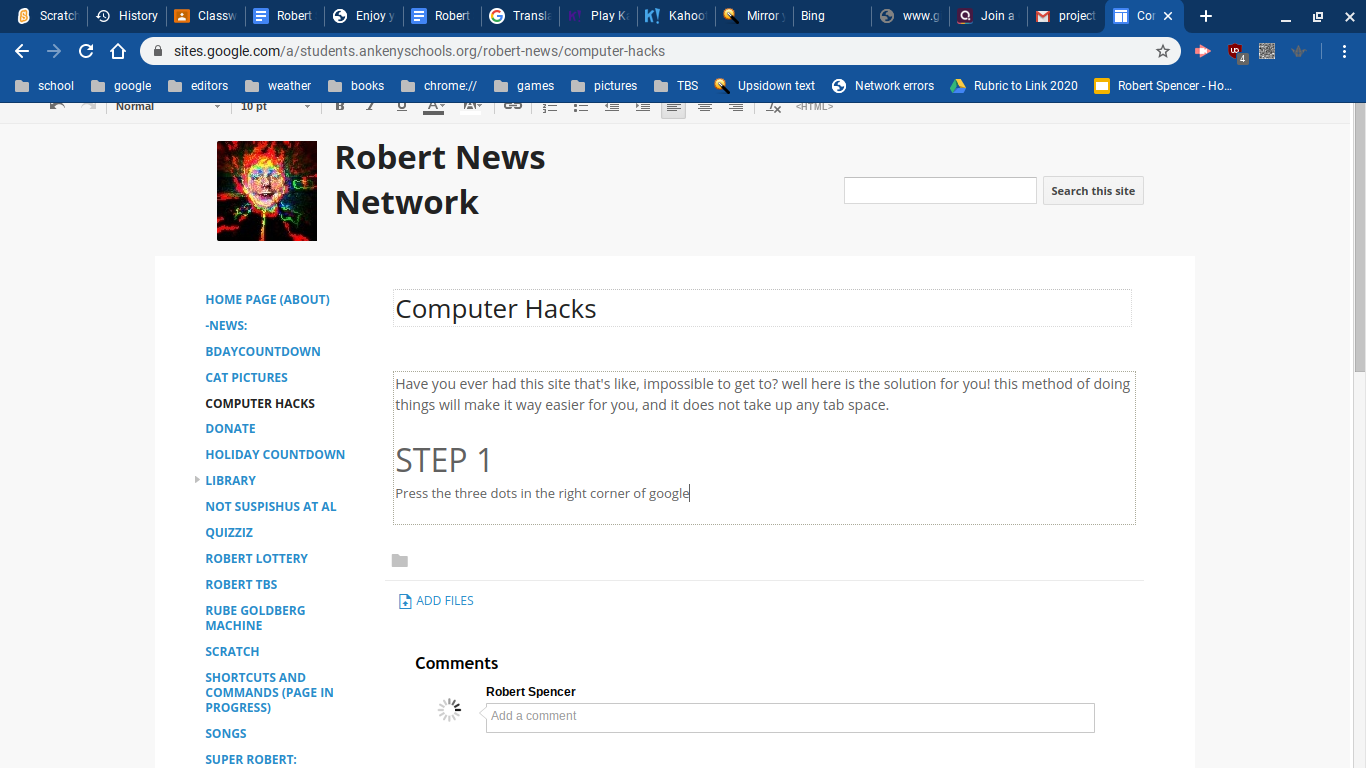 Scratch
History
Classw
Robert
Enjoy y
Robert
Transla
Play Ka
Kahoot
Mirror y
Bing
www.g
Join a
project
Co
sites.google.com/a/students.ankenyschools.org/robert-news/computer-hacks
4
school
google
editors
weather
books
chrome://
games
pictures
TBS
Upsidown text
Network errors
Rubric to Link 2020
Robert Spencer - Ho...
Normal
10 pt
B
I
U
A
<HTML>
Robert News
Network
Search this site
HOME PAGE (ABOUT)
-NEWS:
BDAYCOUNTDOWN
CAT PICTURES
COMPUTER HACKS
DONATE
HOLIDAY COUNTDOWN
LIBRARY
NOT SUSPISHUS AT AL
QUIZZIZ
ROBERT LOTTERY
ROBERT TBS
RUBE GOLDBERG
MACHINE
SCRATCH
SHORTCUTS AND
COMMANDS (PAGE IN
PROGRESS)
SONGS
SUPER ROBERT:
Computer Hacks
Have you ever had this site that's like, impossible to get to? well here is the solution for you! this method of doing
things will make it way easier for you, and it does not take up any tab space.
STEP 1
Press the three dots in the right corner of google
ADD FILES
Comments
Robert Spencer
Add a comment